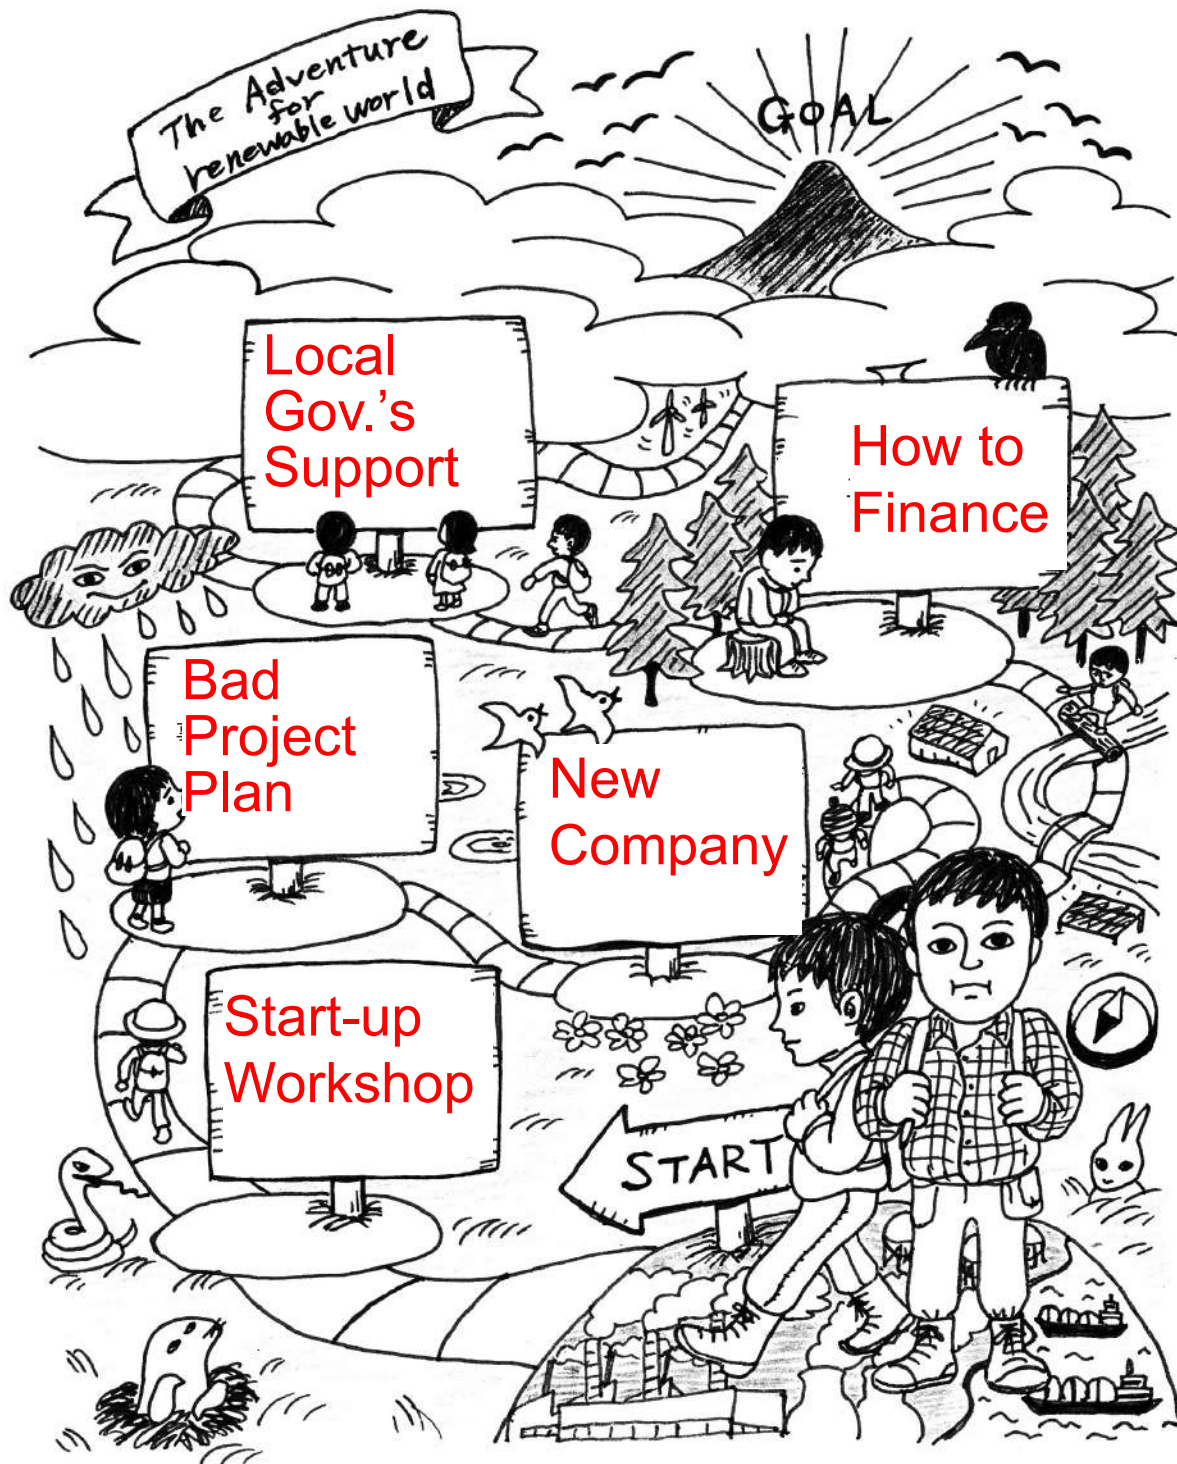 The Adventure
for
renewable world
GOAL
Local
Gov.'s
Support
How to
Finance
Bad
Project
Plan
New
Company
Start-up
Workshop
START